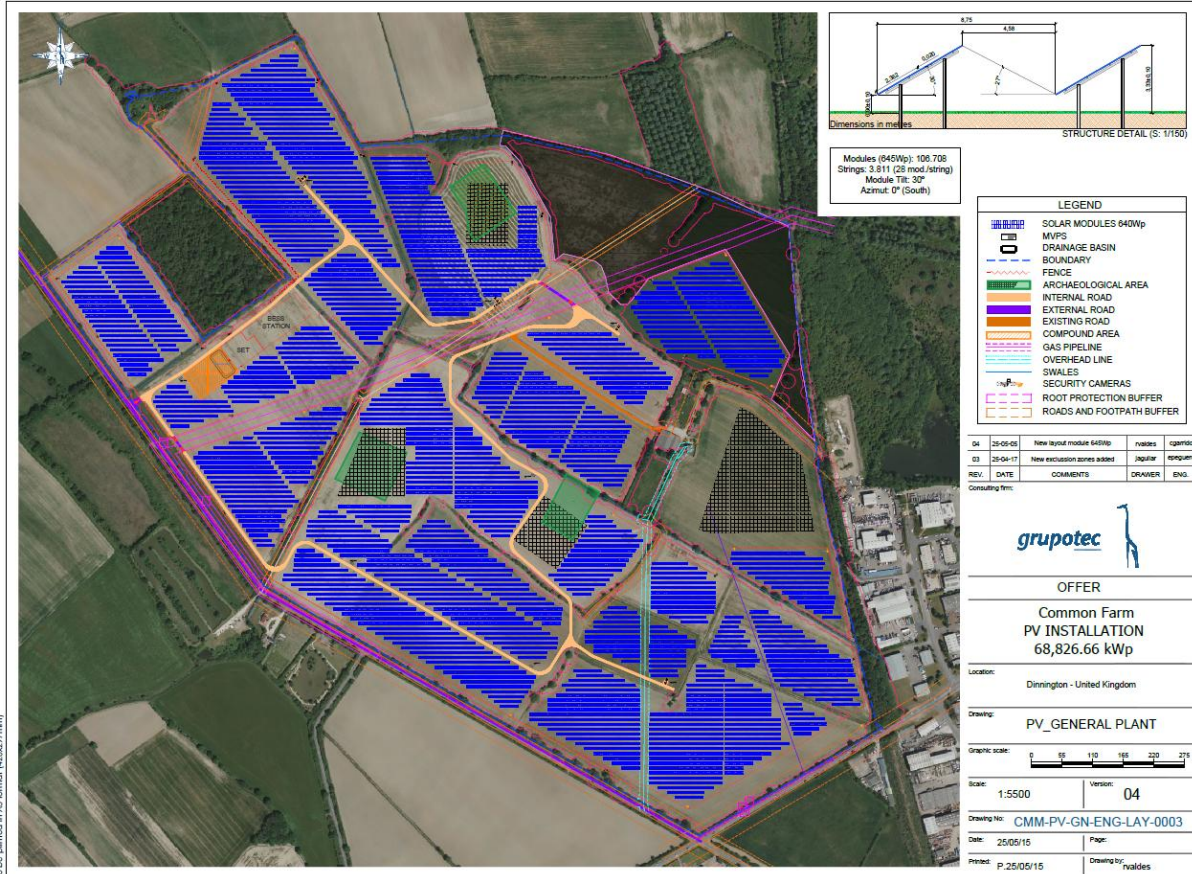 8,75
4,58
Dimensions in metres
STRUCTURE DETAIL (S: 1/150)
Modules (645Wp): 106.708
Strings: 3.811 (28 mod./string)
Module Tilt: 30º
Azimut: 0º (South)
BESS
STATION
SET
LEGEND
SOLAR MODULES 640Wp
MVPS
DRAINAGE BASIN
BOUNDARY
FENCE
ARCHAEOLOGICAL AREA
INTERNAL ROAD
EXTERNAL ROAD
EXISTING ROAD
COMPOUND AREA
GAS PIPELINE
OVERHEAD LINE
SWALES
SECURITY CAMERAS
ROOT PROTECTION BUFFER
ROADS AND FOOTPATH BUFFER
04 25-05-05 New layout module 645Wp rvaldes cgarrido
03 25-04-17 New exclussion zones added jaguilar epeguero
REV. DATE COMMENTS DRAWER ENG.
Consulting firm:
grupotec
OFFER
Common Farm
PV INSTALLATION
68,826.66 kWp
Location:
Dinnington - United Kingdom
Drawing:
PV_GENERAL PLANT
Graphic scale:
0 55 110 165 220 275
Scale: 1:5500 Version: 04
Drawing No: CMM-PV-GN-ENG-LAY-0003
Date: 25/05/15 Page:
Printed: P.25/05/15 Drawing by: rvaldes